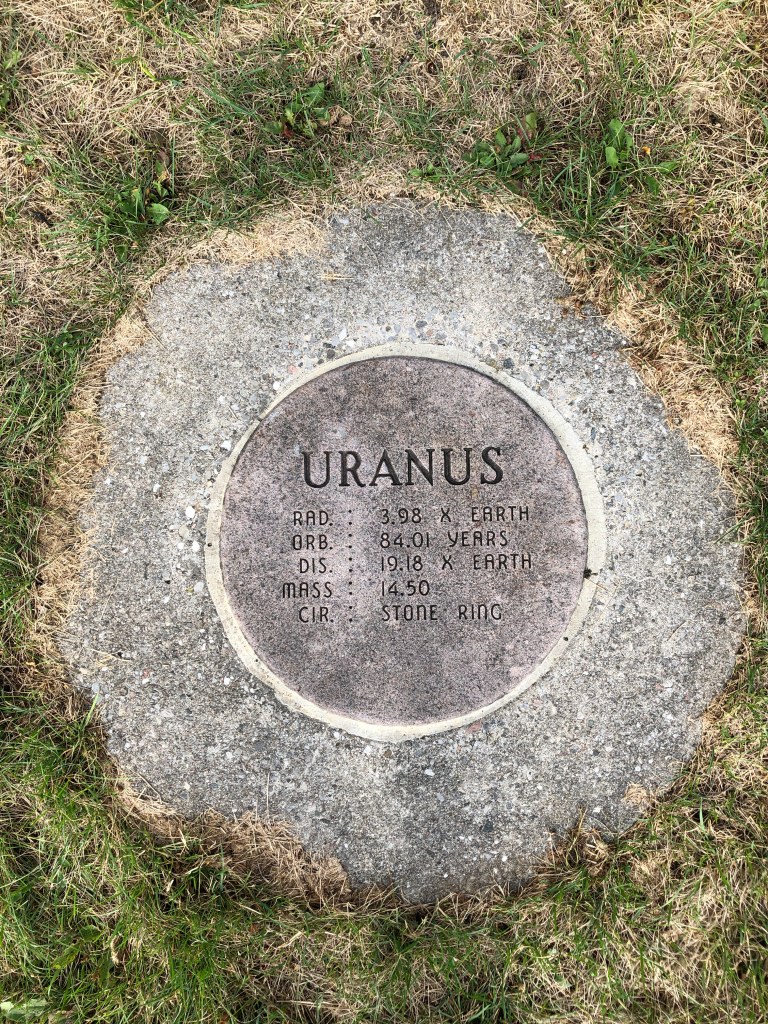 URANUS
RAD. : 3.98 X EARTH
ORB. : 84.01 YEARS
DIS. : 19.18 X EARTH
MASS : 14.50
CIR. : STONE RING